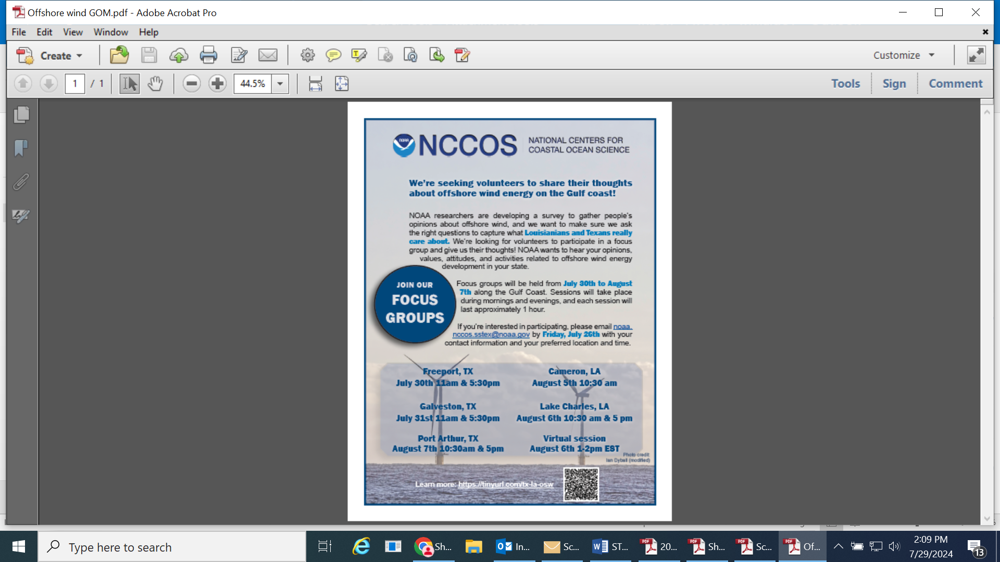 Offshore wind GOM.pdf - Adobe Acrobat Pro
File Edit View Window Help
Create
Customize
1 / 1
44.5%
Tools Sign Comment
NOAA
NCCOS
NATIONAL CENTERS FOR
COASTAL OCEAN SCIENCE
We're seeking volunteers to share their thoughts
about offshore wind energy on the Gulf coast!
NOAA researchers are developing a survey to gather people's
opinions about offshore wind, and we want to make sure we ask
the right questions to capture what Louisianians and Texans really
care about. We're looking for volunteers to participate in a focus
group and give us their thoughts! NOAA wants to hear your opinions,
values, attitudes, and activities related to offshore wind energy
development in your state.
JOIN OUR
FOCUS
GROUPS
Focus groups will be held from July 30th to August
7th along the Gulf Coast. Sessions will take place
during mornings and evenings, and each session will
last approximately 1 hour.
If you're interested in participating, please email noaa.
nccos.sstex@noaa.gov by Friday, July 26th with your
contact information and your preferred location and time.
Freeport, TX
July 30th 11am & 5:30pm
Cameron, LA
August 5th 10:30 am
Galveston, TX
July 31st 11am & 5:30pm
Lake Charles, LA
August 6th 10:30 am & 5 pm
Port Arthur, TX
August 7th 10:30am & 5pm
Virtual session
August 6th 1-2pm EST
Photo credit:
Ian Dyball (modified)
Learn more: https://tinyurl.com/tx-la-osw
Type here to search
Sh...
In...
Sc...
ST...
20...
Sh...
Sc...
Of...
2:09 PM
7/29/2024
13